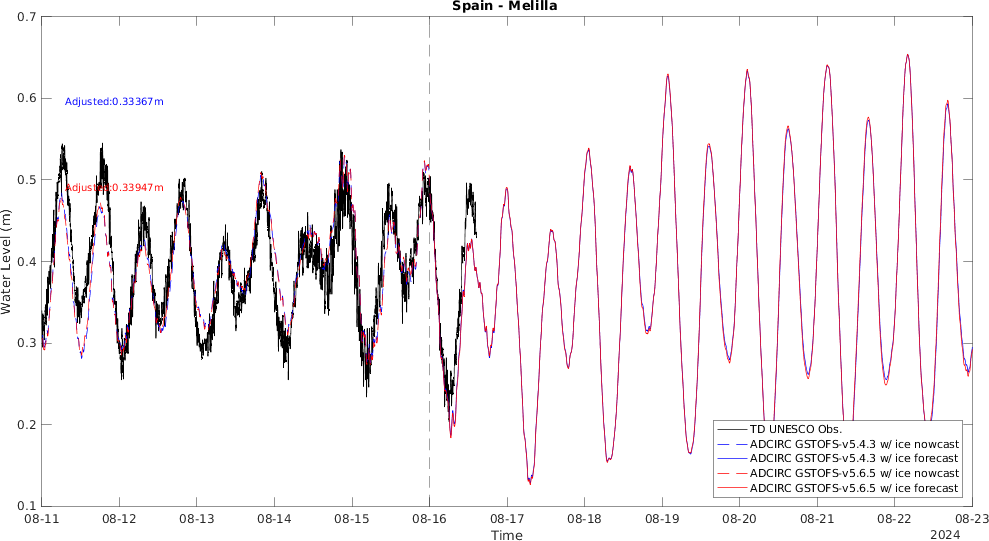 Spain - Melilla
0.7
0.6
0.5
0.4
0.3
0.2
0.1
Water Level (m)
Adjusted:0.33367m
Adjusted:0.33947m
TD UNESCO Obs.
ADCIRC GSTOFS-v5.4.3 w/ ice nowcast
ADCIRC GSTOFS-v5.4.3 w/ ice forecast
ADCIRC GSTOFS-v5.6.5 w/ ice nowcast
ADCIRC GSTOFS-v5.6.5 w/ ice forecast
08-11 08-12 08-13 08-14 08-15 08-16 08-17 08-18 08-19 08-20 08-21 08-22 08-23
Time
2024